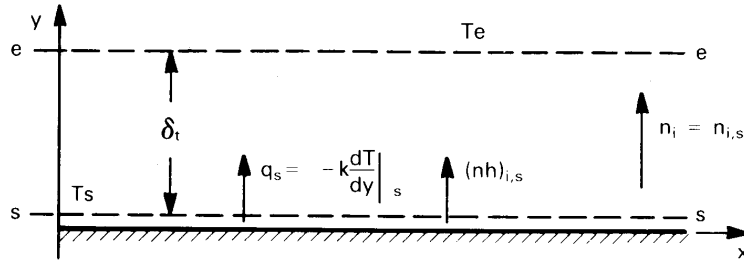 y
Te
e e
δt
ni = ni,s
qs = -k dT/dy |s (nh)i,s
Ts
s s
x